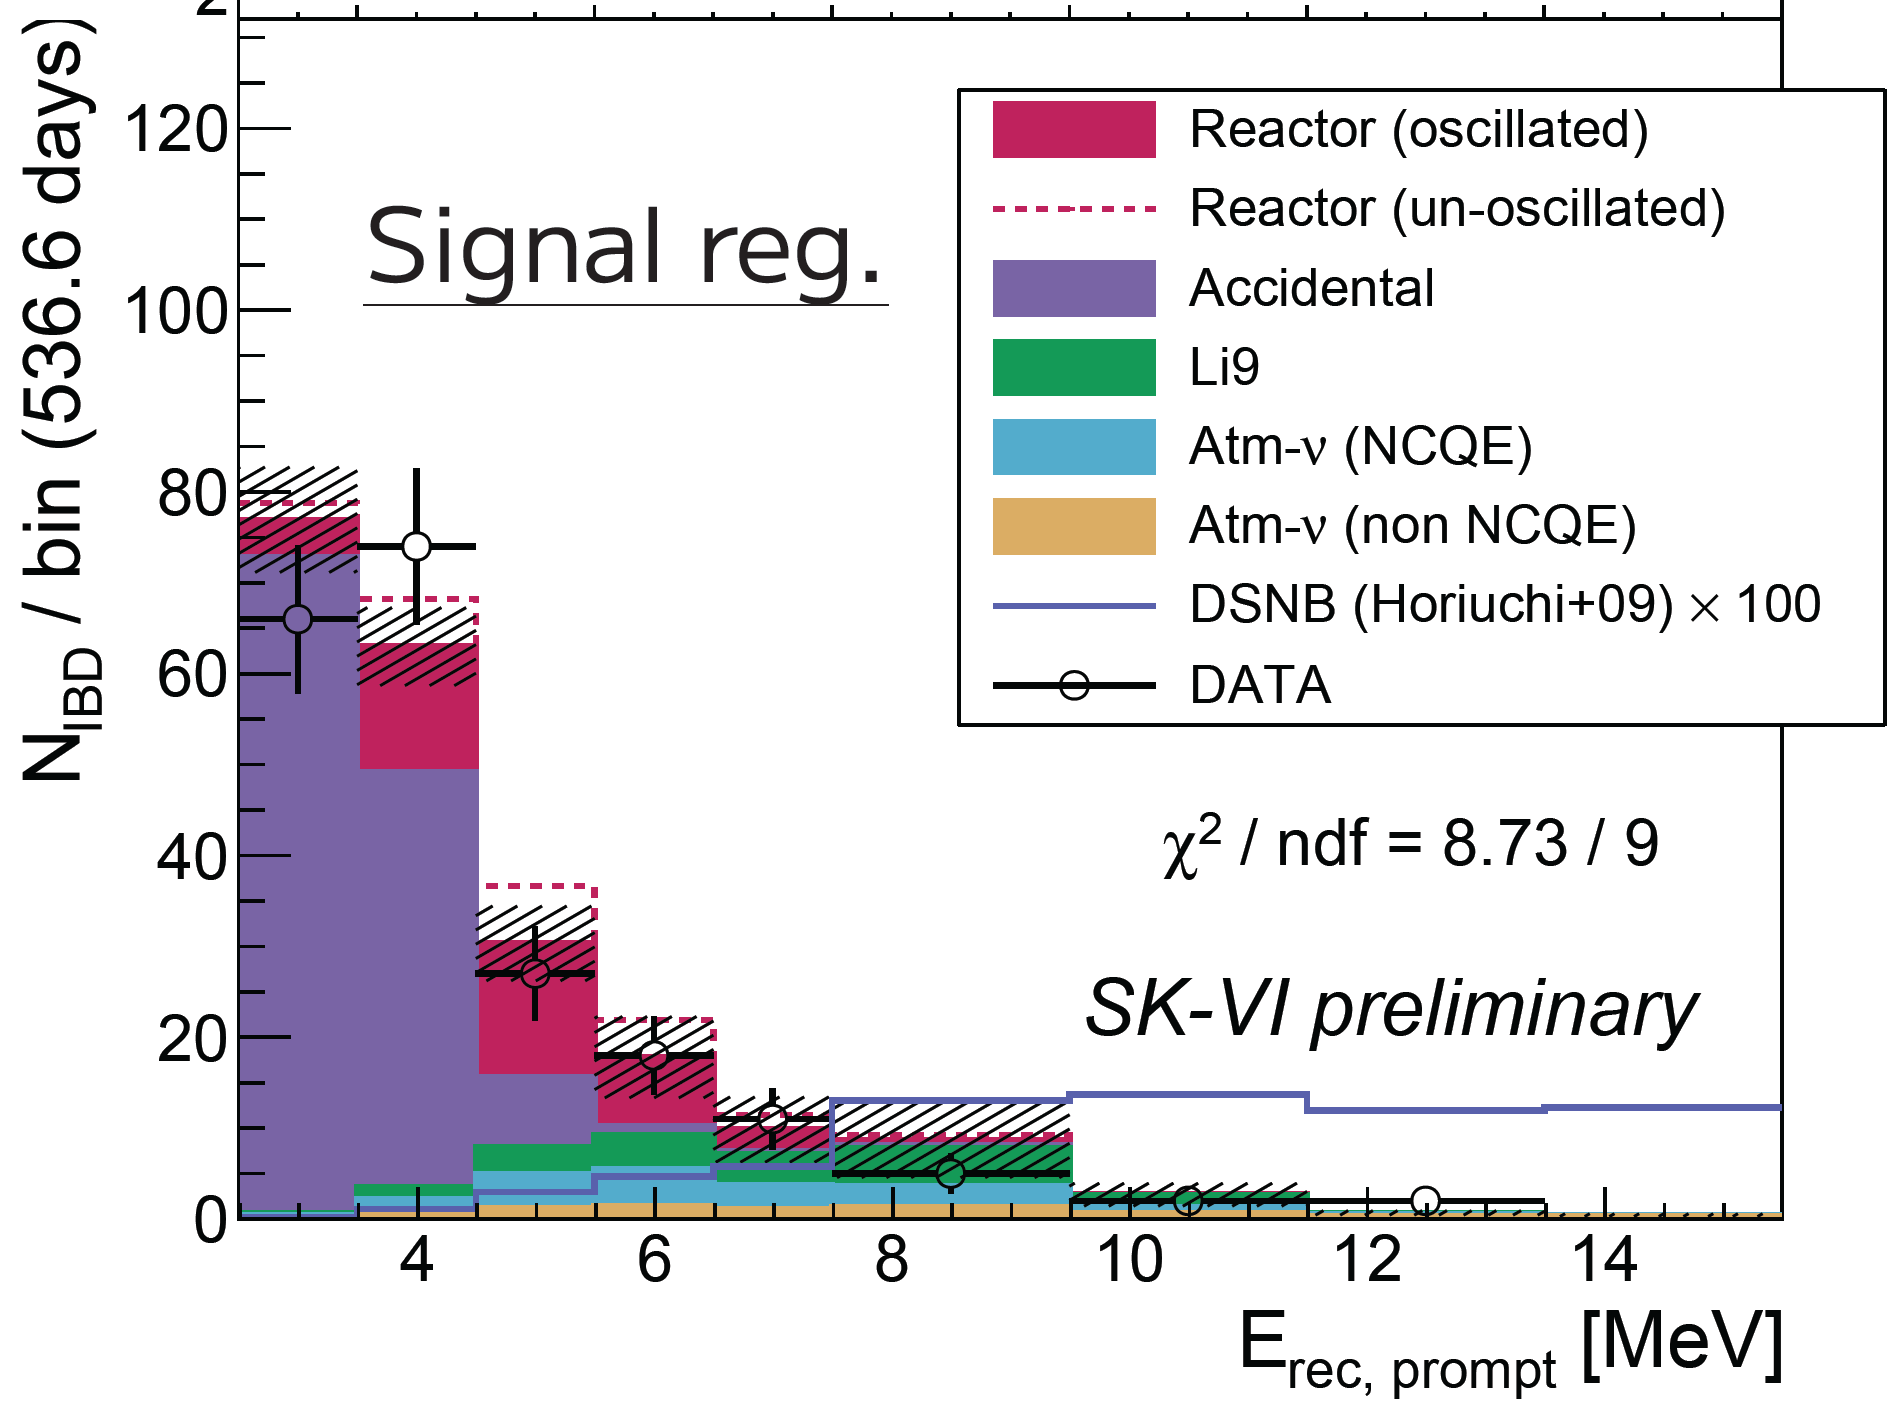 2
N_IBD / bin (536.6 days)
120
100
80
60
40
20
0
Signal reg.
Reactor (oscillated)
Reactor (un-oscillated)
Accidental
Li9
Atm-ν (NCQE)
Atm-ν (non NCQE)
DSNB (Horiuchi+09) × 100
DATA
χ² / ndf = 8.73 / 9
SK-VI preliminary
4 6 8 10 12 14
E_rec, prompt [MeV]